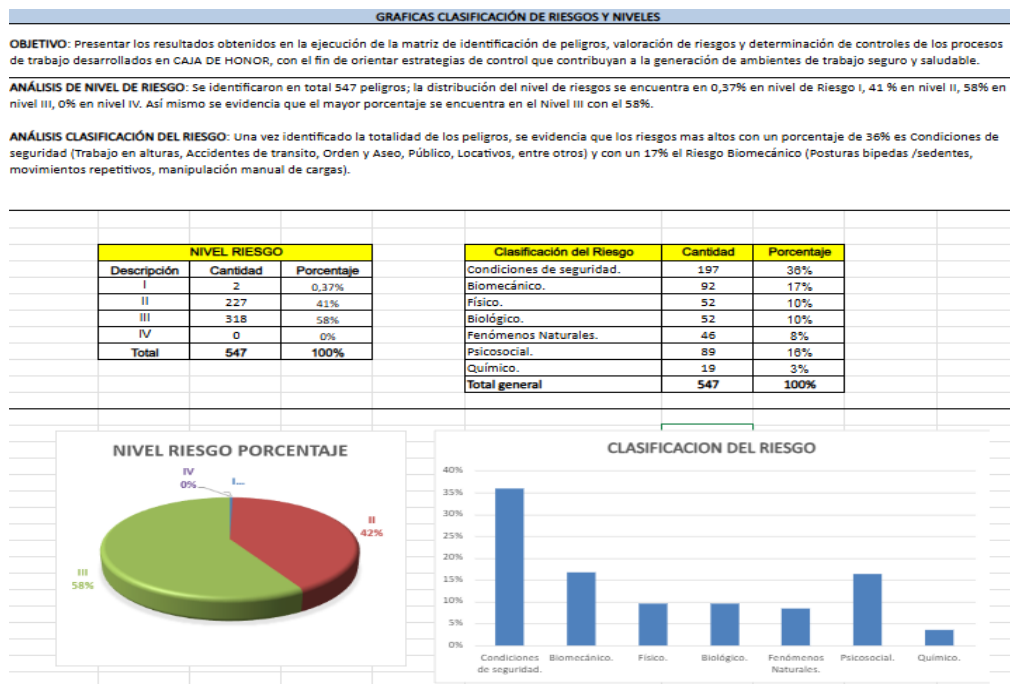 GRAFICAS CLASIFICACIÓN DE RIESGOS Y NIVELES
OBJETIVO: Presentar los resultados obtenidos en la ejecución de la matriz de identificación de peligros, valoración de riesgos y determinación de controles de los procesos
de trabajo desarrollados en CAJA DE HONOR, con el fin de orientar estrategias de control que contribuyan a la generación de ambientes de trabajo seguro y saludable.
ANÁLISIS DE NIVEL DE RIESGO: Se identificaron en total 547 peligros; la distribución del nivel de riesgos se encuentra en 0,37% en nivel de Riesgo I, 41 % en nivel II, 58% en
nivel III, 0% en nivel IV. Así mismo se evidencia que el mayor porcentaje se encuentra en el Nivel III con el 58%.
ANÁLISIS CLASIFICACIÓN DEL RIESGO: Una vez identificado la totalidad de los peligros, se evidencia que los riesgos mas altos con un porcentaje de 36% es Condiciones de
seguridad (Trabajo en alturas, Accidentes de transito, Orden y Aseo, Público, Locativos, entre otros) y con un 17% el Riesgo Biomecánico (Posturas bipedas /sedentes,
movimientos repetitivos, manipulación manual de cargas).
NIVEL RIESGO
Descripción Cantidad Porcentaje
I 2 0,37%
II 227 41%
III 318 58%
IV 0 0%
Total 547 100%
Clasificación del Riesgo Cantidad Porcentaje
Condiciones de seguridad. 197 36%
Biomecánico. 92 17%
Físico. 52 10%
Biológico. 52 10%
Fenómenos Naturales. 46 8%
Psicosocial. 89 16%
Químico. 19 3%
Total general 547 100%
NIVEL RIESGO PORCENTAJE
IV
0%
I...
II
42%
III
58%
CLASIFICACION DEL RIESGO
40%
35%
30%
25%
20%
15%
10%
5%
0%
Condiciones de seguridad. Biomecánico. Físico. Biológico. Fenómenos Naturales. Psicosocial. Químico.